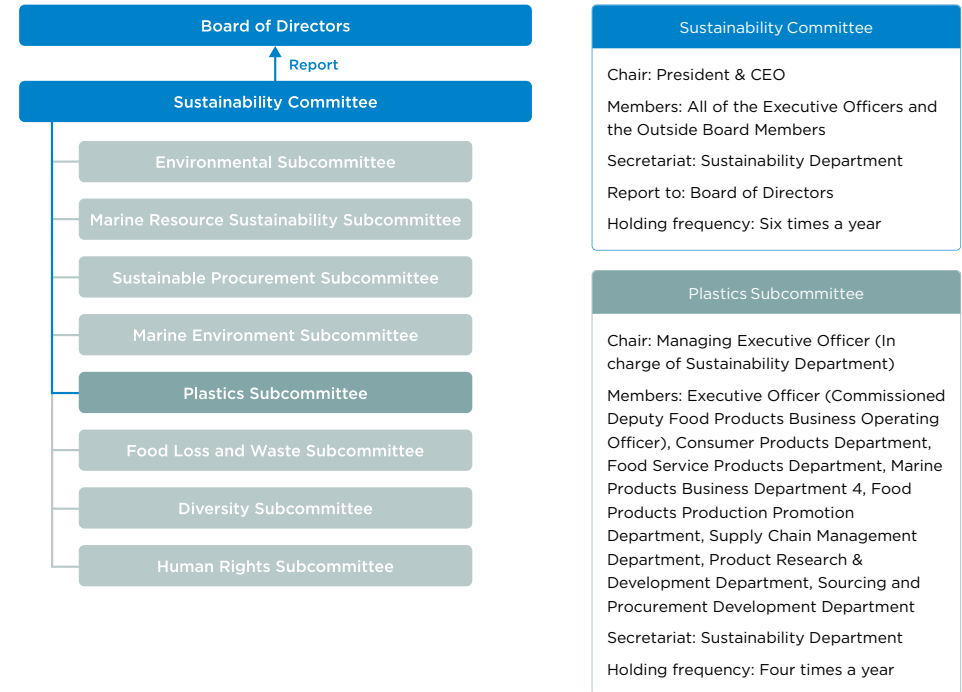 Board of Directors
Report
Sustainability Committee
Environmental Subcommittee
Marine Resource Sustainability Subcommittee
Sustainable Procurement Subcommittee
Marine Environment Subcommittee
Plastics Subcommittee
Food Loss and Waste Subcommittee
Diversity Subcommittee
Human Rights Subcommittee
Sustainability Committee
Chair: President & CEO
Members: All of the Executive Officers and
the Outside Board Members
Secretariat: Sustainability Department
Report to: Board of Directors
Holding frequency: Six times a year
Plastics Subcommittee
Chair: Managing Executive Officer (In
charge of Sustainability Department)
Members: Executive Officer (Commissioned
Deputy Food Products Business Operating
Officer), Consumer Products Department,
Food Service Products Department, Marine
Products Business Department 4, Food
Products Production Promotion
Department, Supply Chain Management
Department, Product Research &
Development Department, Sourcing and
Procurement Development Department
Secretariat: Sustainability Department
Holding frequency: Four times a year